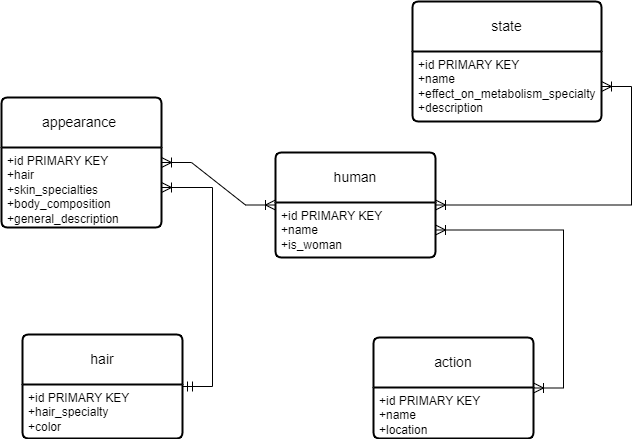 state
+id PRIMARY KEY
+name
+effect_on_metabolism_specialty
+description
appearance
+id PRIMARY KEY
+hair
+skin_specialties
+body_composition
+general_description
human
+id PRIMARY KEY
+name
+is_woman
hair
+id PRIMARY KEY
+hair_specialty
+color
action
+id PRIMARY KEY
+name
+location